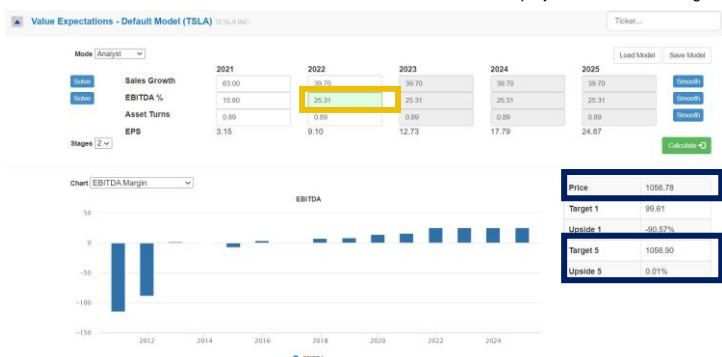 Value Expectations - Default Model (TSLA) TESLA INC
Ticker...
Mode Analyst
Load Model Save Model
2021 2022 2023 2024 2025
Solve Sales Growth 63.00 39.70 39.70 39.70 39.70 Smooth
Solve EBITDA % 15.80 25.31 25.31 25.31 25.31 Smooth
Asset Turns 0.89 0.89 0.89 0.89 0.89 Smooth
EPS 3.15 9.10 12.73 17.79 24.87
Stages 2
Calculate
Chart EBITDA Margin
EBITDA
Price 1056.78
Target 1 99.61
Upside 1 -90.57%
Target 5 1056.90
Upside 5 0.01%
50
0
-50
-100
-150
2012 2014 2016 2018 2020 2022 2024